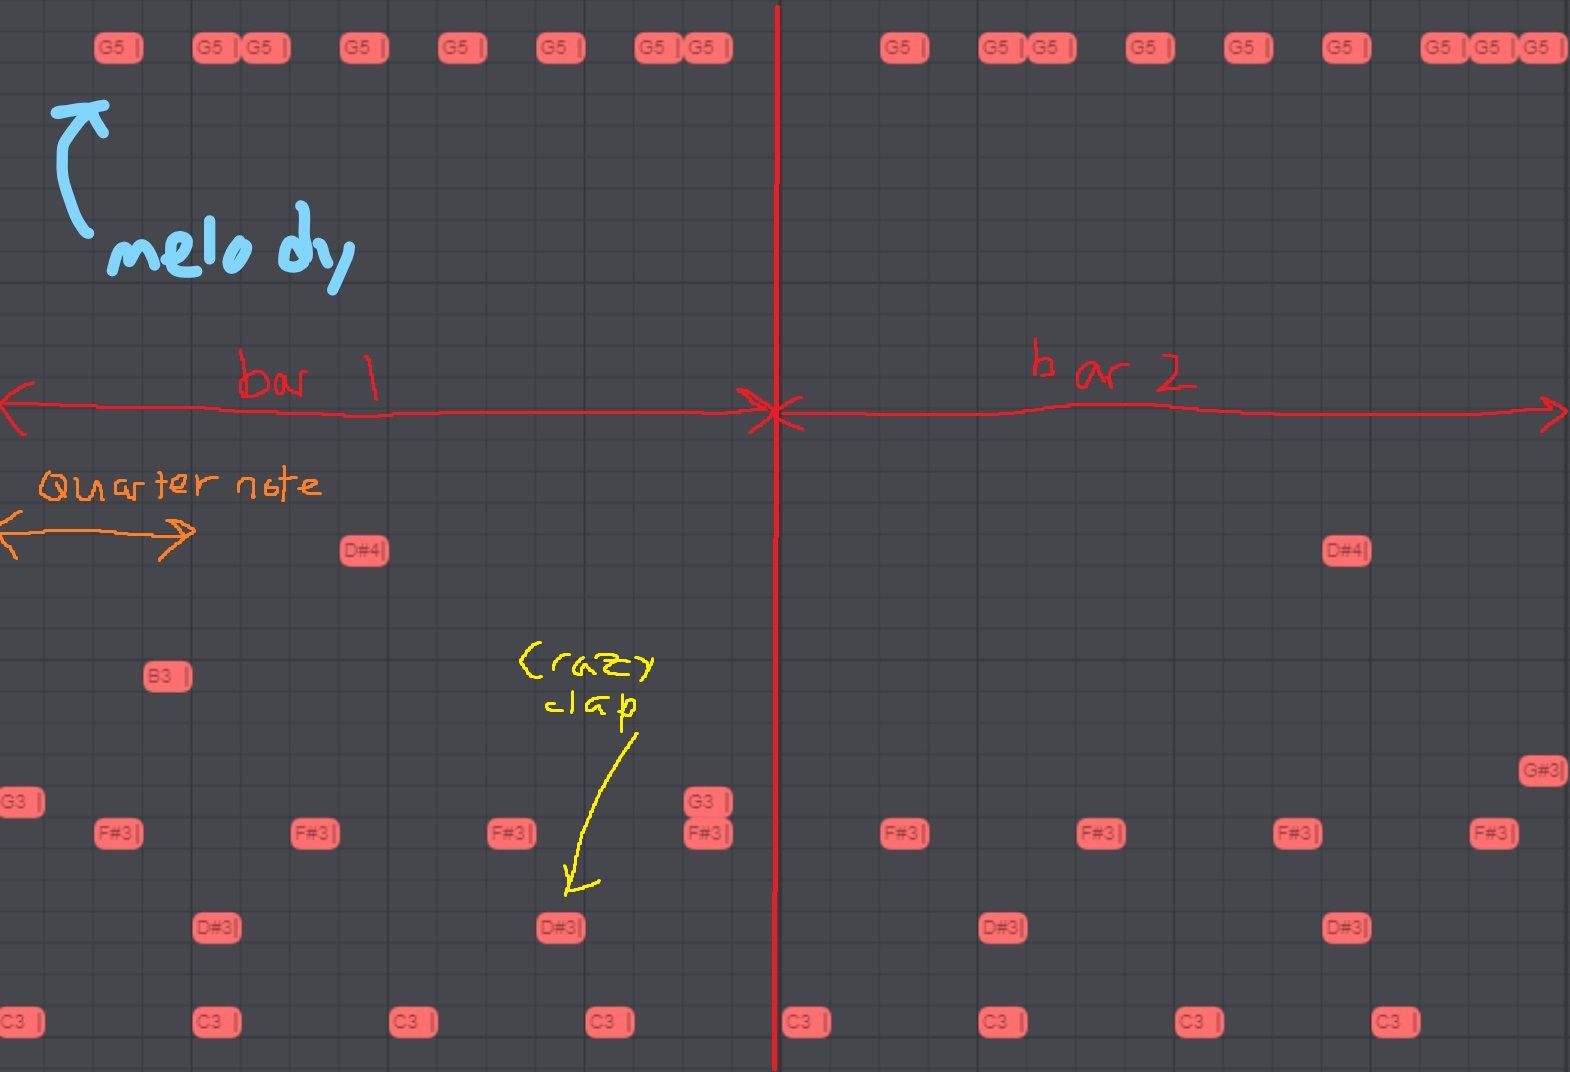 G5 G5 G5 G5 G5 G5 G5 G5 G5 G5 G5 G5 G5 G5 G5 G5 G5
melody
bar 1 bar 2
Quarter note
D#4 D#4
crazy
B3
clap
G#3
G3 G3
F#3 F#3 F#3 F#3 F#3 F#3 F#3 F#3
D#3 D#3 D#3 D#3
C3 C3 C3 C3 C3 C3 C3 C3